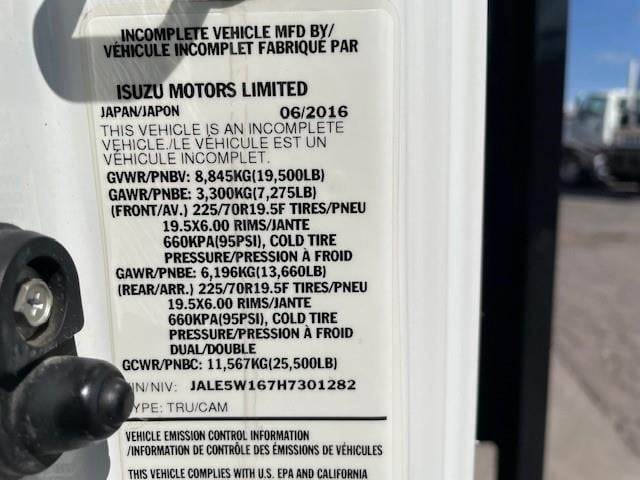 INCOMPLETE VEHICLE MFD BY/
VÉHICULE INCOMPLET FABRIQUE PAR
ISUZU MOTORS LIMITED
JAPAN/JAPON 06/2016
THIS VEHICLE IS AN INCOMPLETE
VEHICLE./LE VÉHICULE EST UN
VÉHICULE INCOMPLET.
GVWR/PNBV: 8,845KG(19,500LB)
GAWR/PNBE: 3,300KG(7,275LB)
(FRONT/AV.) 225/70R19.5F TIRES/PNEU
19.5X6.00 RIMS/JANTE
660KPA(95PSI), COLD TIRE
PRESSURE/PRESSION À FROID
GAWR/PNBE: 6,196KG(13,660LB)
(REAR/ARR.) 225/70R19.5F TIRES/PNEU
19.5X6.00 RIMS/JANTE
660KPA(95PSI), COLD TIRE
PRESSURE/PRESSION À FROID
DUAL/DOUBLE
GCWR/PNBC: 11,567KG(25,500LB)
IN/NIV: JALE5W167H7301282
YPE: TRU/CAM
VEHICLE EMISSION CONTROL INFORMATION
/INFORMATION DE CONTRÔLE DES ÉMISSIONS DE VÉHICULES
THIS VEHICLE COMPLIES WITH U.S. EPA AND CALIFORNIA